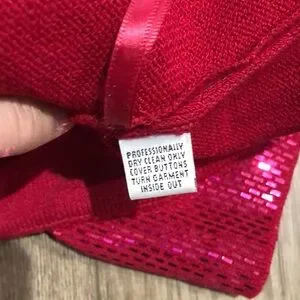 PROFESSIONALLY
DRY CLEAN ONLY
COVER BUTTONS
TURN GARMENT
INSIDE OUT